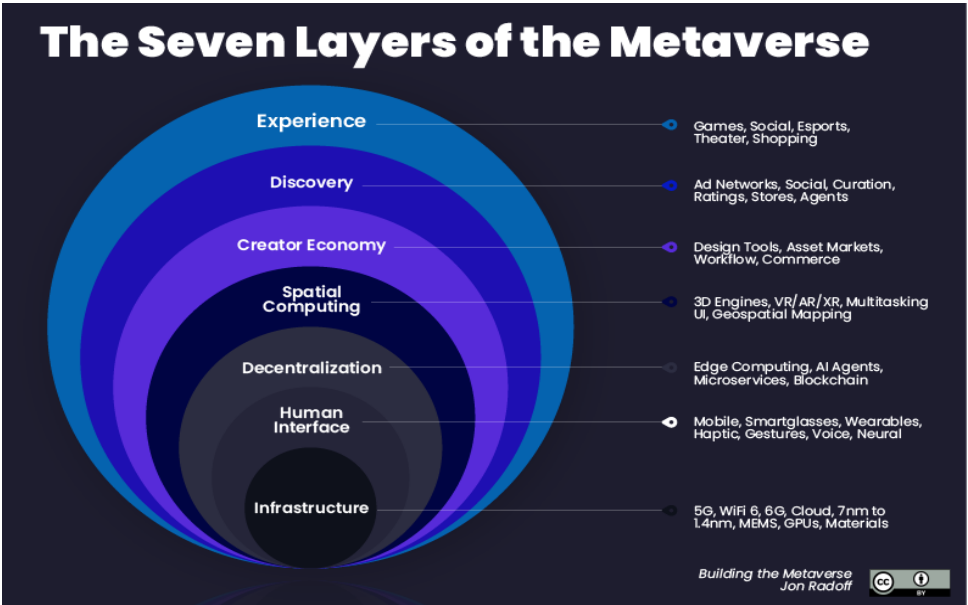 The Seven Layers of the Metaverse
Experience
Games, Social, Esports,
Theater, Shopping
Discovery
Ad Networks, Social, Curation,
Ratings, Stores, Agents
Creator Economy
Design Tools, Asset Markets,
Workflow, Commerce
Spatial
Computing
3D Engines, VR/AR/XR, Multitasking
UI, Geospatial Mapping
Decentralization
Edge Computing, AI Agents,
Microservices, Blockchain
Human
Interface
Mobile, Smartglasses, Wearables,
Haptic, Gestures, Voice, Neural
Infrastructure
5G, WiFi 6, 6G, Cloud, 7nm to
1.4nm, MEMS, GPUs, Materials
Building the Metaverse
Jon Radoff
cc
BY